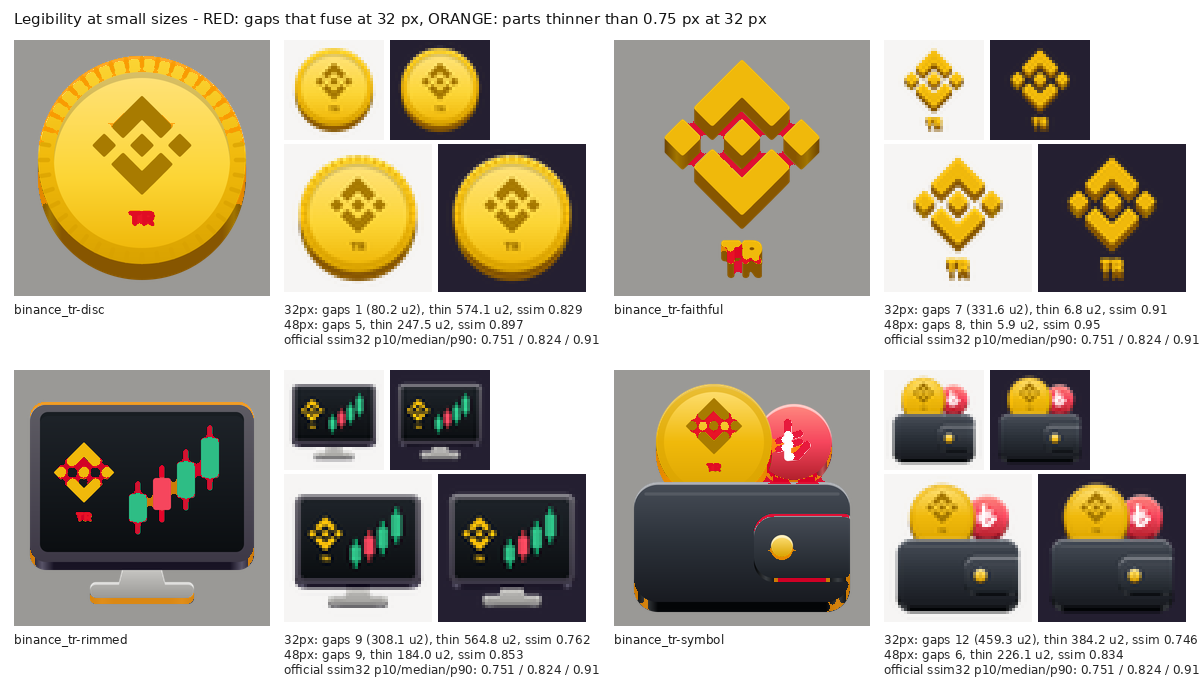 Legibility at small sizes - RED: gaps that fuse at 32 px, ORANGE: parts thinner than 0.75 px at 32 px
TR
TR
binance_tr-disc
32px: gaps 1 (80.2 u2), thin 574.1 u2, ssim 0.829
48px: gaps 5, thin 247.5 u2, ssim 0.897
official ssim32 p10/median/p90: 0.751 / 0.824 / 0.91
binance_tr-faithful
32px: gaps 7 (331.6 u2), thin 6.8 u2, ssim 0.91
48px: gaps 8, thin 5.9 u2, ssim 0.95
official ssim32 p10/median/p90: 0.751 / 0.824 / 0.91
TR
TR
binance_tr-rimmed
32px: gaps 9 (308.1 u2), thin 564.8 u2, ssim 0.762
48px: gaps 9, thin 184.0 u2, ssim 0.853
official ssim32 p10/median/p90: 0.751 / 0.824 / 0.91
binance_tr-symbol
32px: gaps 12 (459.3 u2), thin 384.2 u2, ssim 0.746
48px: gaps 6, thin 226.1 u2, ssim 0.834
official ssim32 p10/median/p90: 0.751 / 0.824 / 0.91